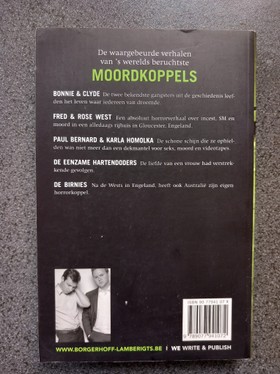 De waargebeurde verhalen
van 's werelds beruchtste
MOORDKOPPELS
BONNIE & CLYDE De twee bekendste gangsters uit de geschiedenis leef-
den het leven waar iedereen van droomde.
FRED & ROSE WEST Een absoluut horrorverhaal over incest, SM en
moord in een alledaags rijhuis in Gloucester, Engeland.
PAUL BERNARD & KARLA HOMOLKA De schone schijn die ze ophiel-
den was niet meer dan een dekmantel voor seks, moord en videotapes.
DE EENZAME HARTENDODERS De liefde van een vrouw had verstrek-
kende gevolgen.
DE BIRNIES Na de Wests in Engeland, heeft ook Australië zijn eigen
horrorkoppel.
WWW.BORGERHOFF-LAMBERIGTS.BE | WE WRITE & PUBLISH